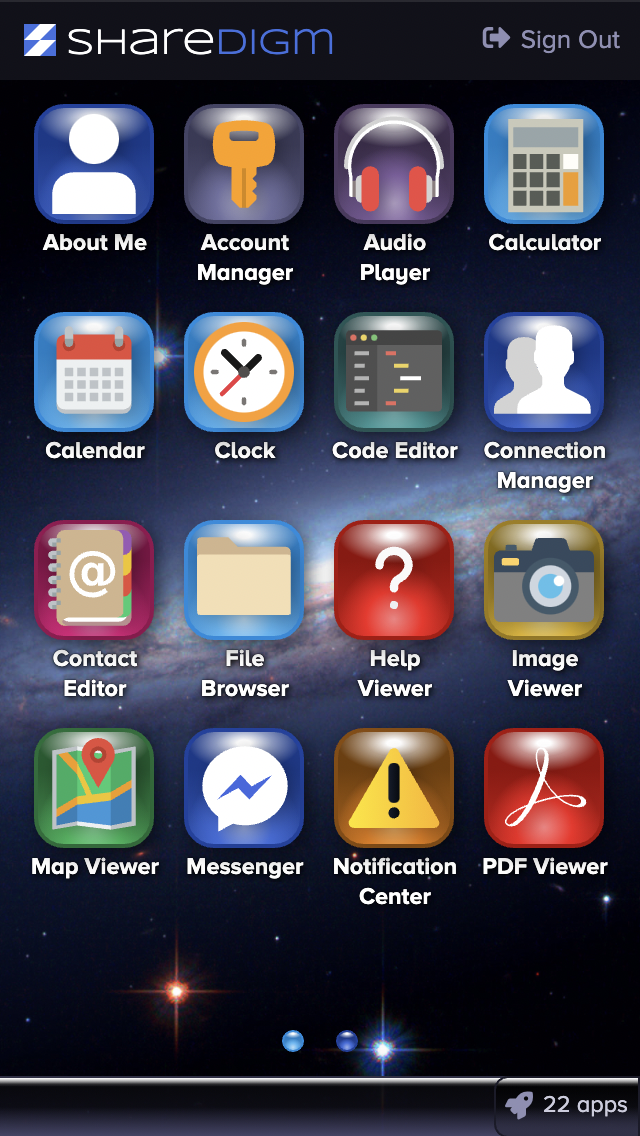 SHAREDIGM
Sign Out
About Me
Account
Manager
Audio
Player
Calculator
Calendar
Clock
Code Editor
Connection
Manager
@
Contact
Editor
File
Browser
?
Help
Viewer
Image
Viewer
Map Viewer
Messenger
!
Notification
Center
PDF Viewer
22 apps